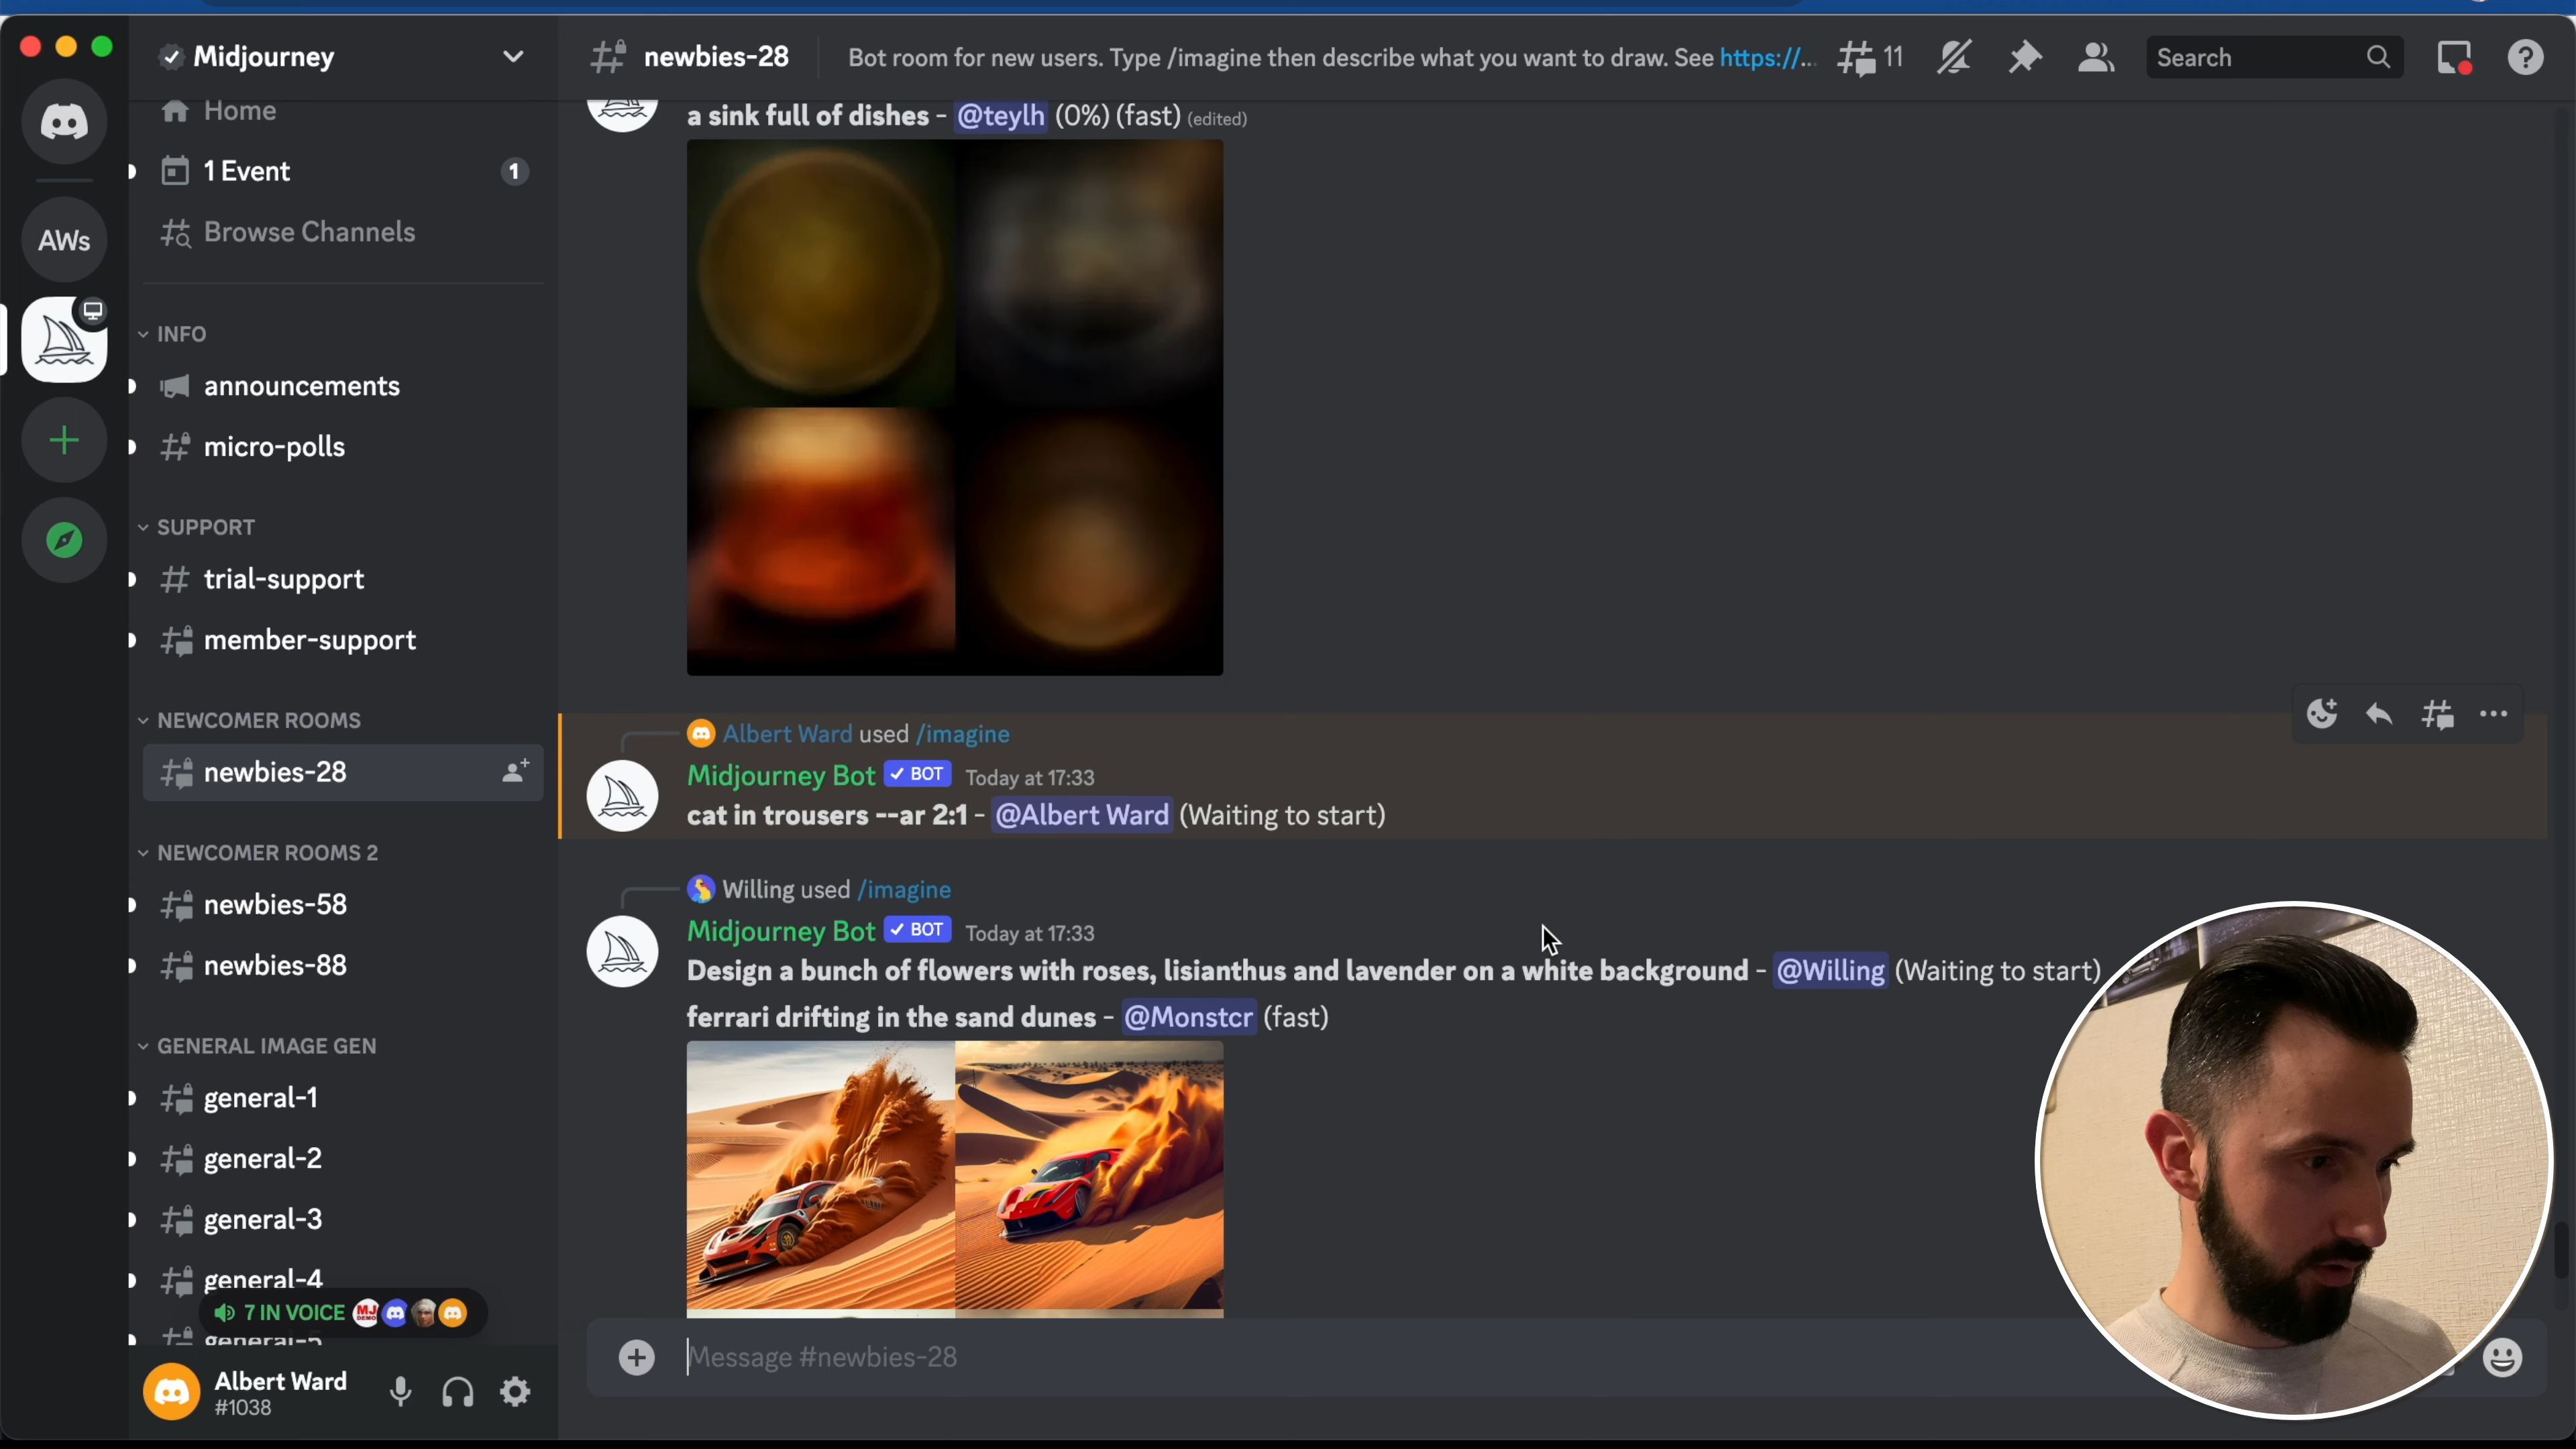 Midjourney
Home
1 Event
1
Browse Channels
AWs
INFO
announcements
micro-polls
SUPPORT
trial-support
member-support
NEWCOMER ROOMS
newbies-28
NEWCOMER ROOMS 2
newbies-58
newbies-88
GENERAL IMAGE GEN
general-1
general-2
general-3
general-4
7 IN VOICE
general-5
Albert Ward
#1038
newbies-28
Bot room for new users. Type /imagine then describe what you want to draw. See https://...
11
Search
a sink full of dishes - @teylh (0%) (fast) (edited)
Albert Ward used /imagine
Midjourney Bot BOT Today at 17:33
cat in trousers --ar 2:1 - @Albert Ward (Waiting to start)
Willing used /imagine
Midjourney Bot BOT Today at 17:33
Design a bunch of flowers with roses, lisianthus and lavender on a white background - @Willing (Waiting to start)
ferrari drifting in the sand dunes - @Monstcr (fast)
Message #newbies-28